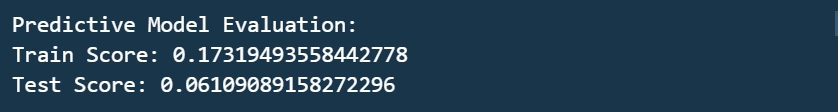 Predictive Model Evaluation:
Train Score: 0.17319493558442778
Test Score: 0.06109089158272296